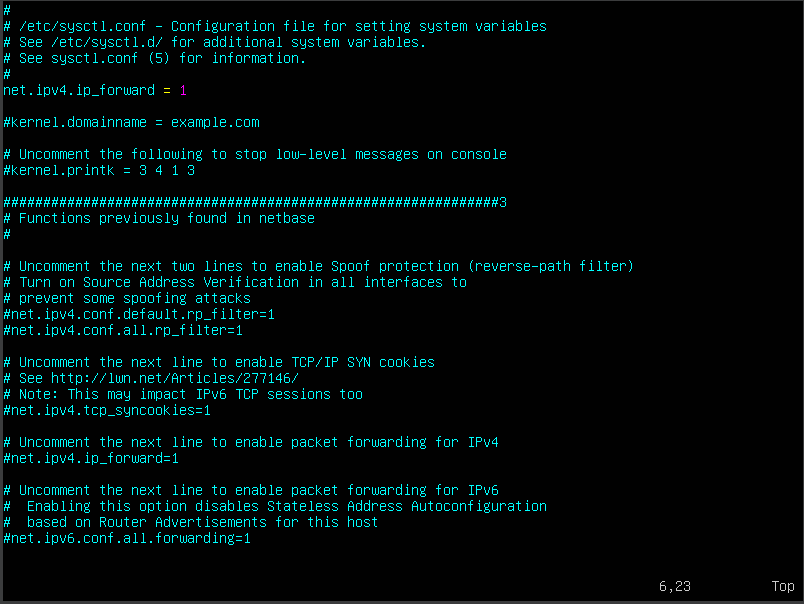 #
# /etc/sysctl.conf - Configuration file for setting system variables
# See /etc/sysctl.d/ for additional system variables.
# See sysctl.conf (5) for information.
#
net.ipv4.ip_forward = 1

#kernel.domainname = example.com

# Uncomment the following to stop low-level messages on console
#kernel.printk = 3 4 1 3

##############################################################3
# Functions previously found in netbase
#

# Uncomment the next two lines to enable Spoof protection (reverse-path filter)
# Turn on Source Address Verification in all interfaces to
# prevent some spoofing attacks
#net.ipv4.conf.default.rp_filter=1
#net.ipv4.conf.all.rp_filter=1

# Uncomment the next line to enable TCP/IP SYN cookies
# See http://lwn.net/Articles/277146/
# Note: This may impact IPv6 TCP sessions too
#net.ipv4.tcp_syncookies=1

# Uncomment the next line to enable packet forwarding for IPv4
#net.ipv4.ip_forward=1

# Uncomment the next line to enable packet forwarding for IPv6
#  Enabling this option disables Stateless Address Autoconfiguration
#  based on Router Advertisements for this host
#net.ipv6.conf.all.forwarding=1
6,23 Top